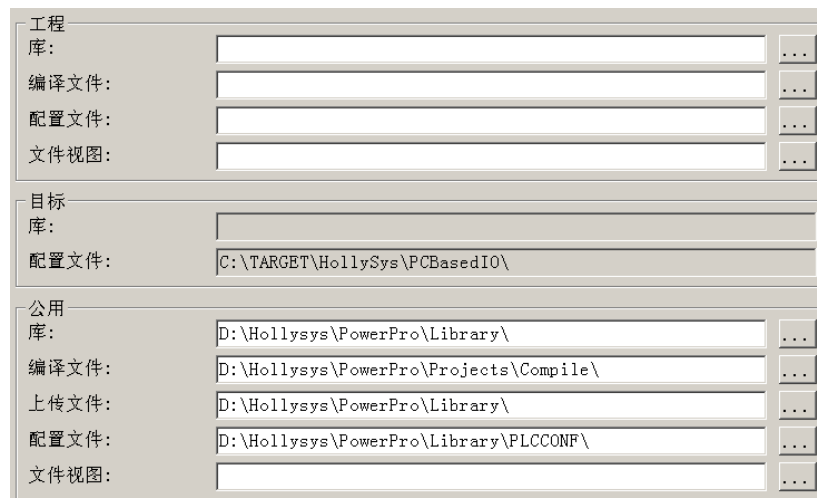 工程
库:
...
编译文件:
...
配置文件:
...
文件视图:
...
目标
库:
配置文件: C:\TARGET\HollySys\PCBasedIO\
公用
库: D:\Hollysys\PowerPro\Library\ ...
编译文件: D:\Hollysys\PowerPro\Projects\Compile\ ...
上传文件: D:\Hollysys\PowerPro\Library\ ...
配置文件: D:\Hollysys\PowerPro\Library\PLCCONF\ ...
文件视图: ...